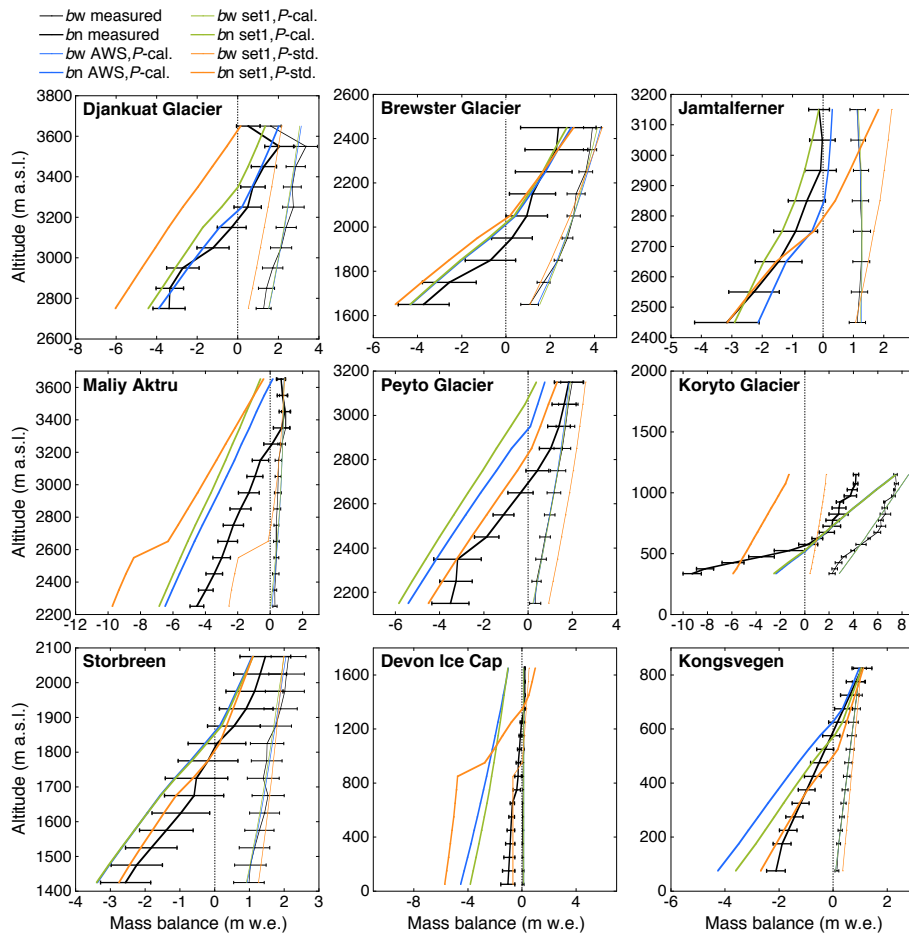 bw measured
bn measured
bw AWS,P-cal.
bn AWS,P-cal.
bw set1,P-cal.
bn set1,P-cal.
bw set1,P-std.
bn set1,P-std.
Djankuat Glacier
Altitude (m a.s.l.)
3800
3600
3400
3200
3000
2800
2600
-8 -6 -4 -2 0 2 4
Brewster Glacier
2600
2400
2200
2000
1800
1600
-6 -5 -4 -2 0 2 4
Jamtalferner
3200
3100
3000
2900
2800
2700
2600
2500
2400
-5 -4 -3 -2 -1 0 1 2
Maliy Aktru
Altitude (m a.s.l.)
3600
3400
3200
3000
2800
2600
2400
2200
-12 -10 -8 -6 -4 -2 0 2
Peyto Glacier
3200
3000
2800
2600
2400
2200
-6 -4 -2 0 2 4
Koryto Glacier
2000
1500
1000
500
0
-10 -8 -6 -4 -2 0 2 4 6 8
Storbreen
Altitude (m a.s.l.)
2100
2000
1900
1800
1700
1600
1500
1400
-4 -3 -2 -1 0 1 2 3
Mass balance (m w.e.)
Devon Ice Cap
1600
1200
800
400
0
-10 -8 -6 -4 -2 0 2 4 6
Mass balance (m w.e.)
Kongsvegen
800
600
400
200
0
-6 -4 -2 0 2
Mass balance (m w.e.)